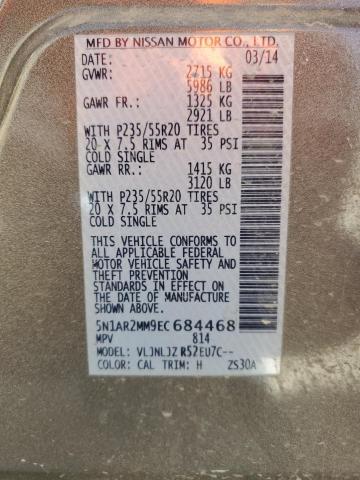 MFD BY NISSAN MOTOR CO., LTD.
DATE: 03/14
GVWR: 2715 KG
5986 LB
GAWR FR.: 1325 KG
2921 LB
WITH P235/55R20 TIRES
20 X 7.5 RIMS AT 35 PSI
COLD SINGLE
GAWR RR.: 1415 KG
3120 LB
WITH P235/55R20 TIRES
20 X 7.5 RIMS AT 35 PSI
COLD SINGLE
THIS VEHICLE CONFORMS TO
ALL APPLICABLE FEDERAL
MOTOR VEHICLE SAFETY AND
THEFT PREVENTION
STANDARDS IN EFFECT ON
THE DATE OF MANUFACTURE
SHOWN ABOVE.
5N1AR2MM9EC684468
MPV 814
MODEL: VLJNLJZ R52EU7C--
COLOR: CAL TRIM: H ZS30A